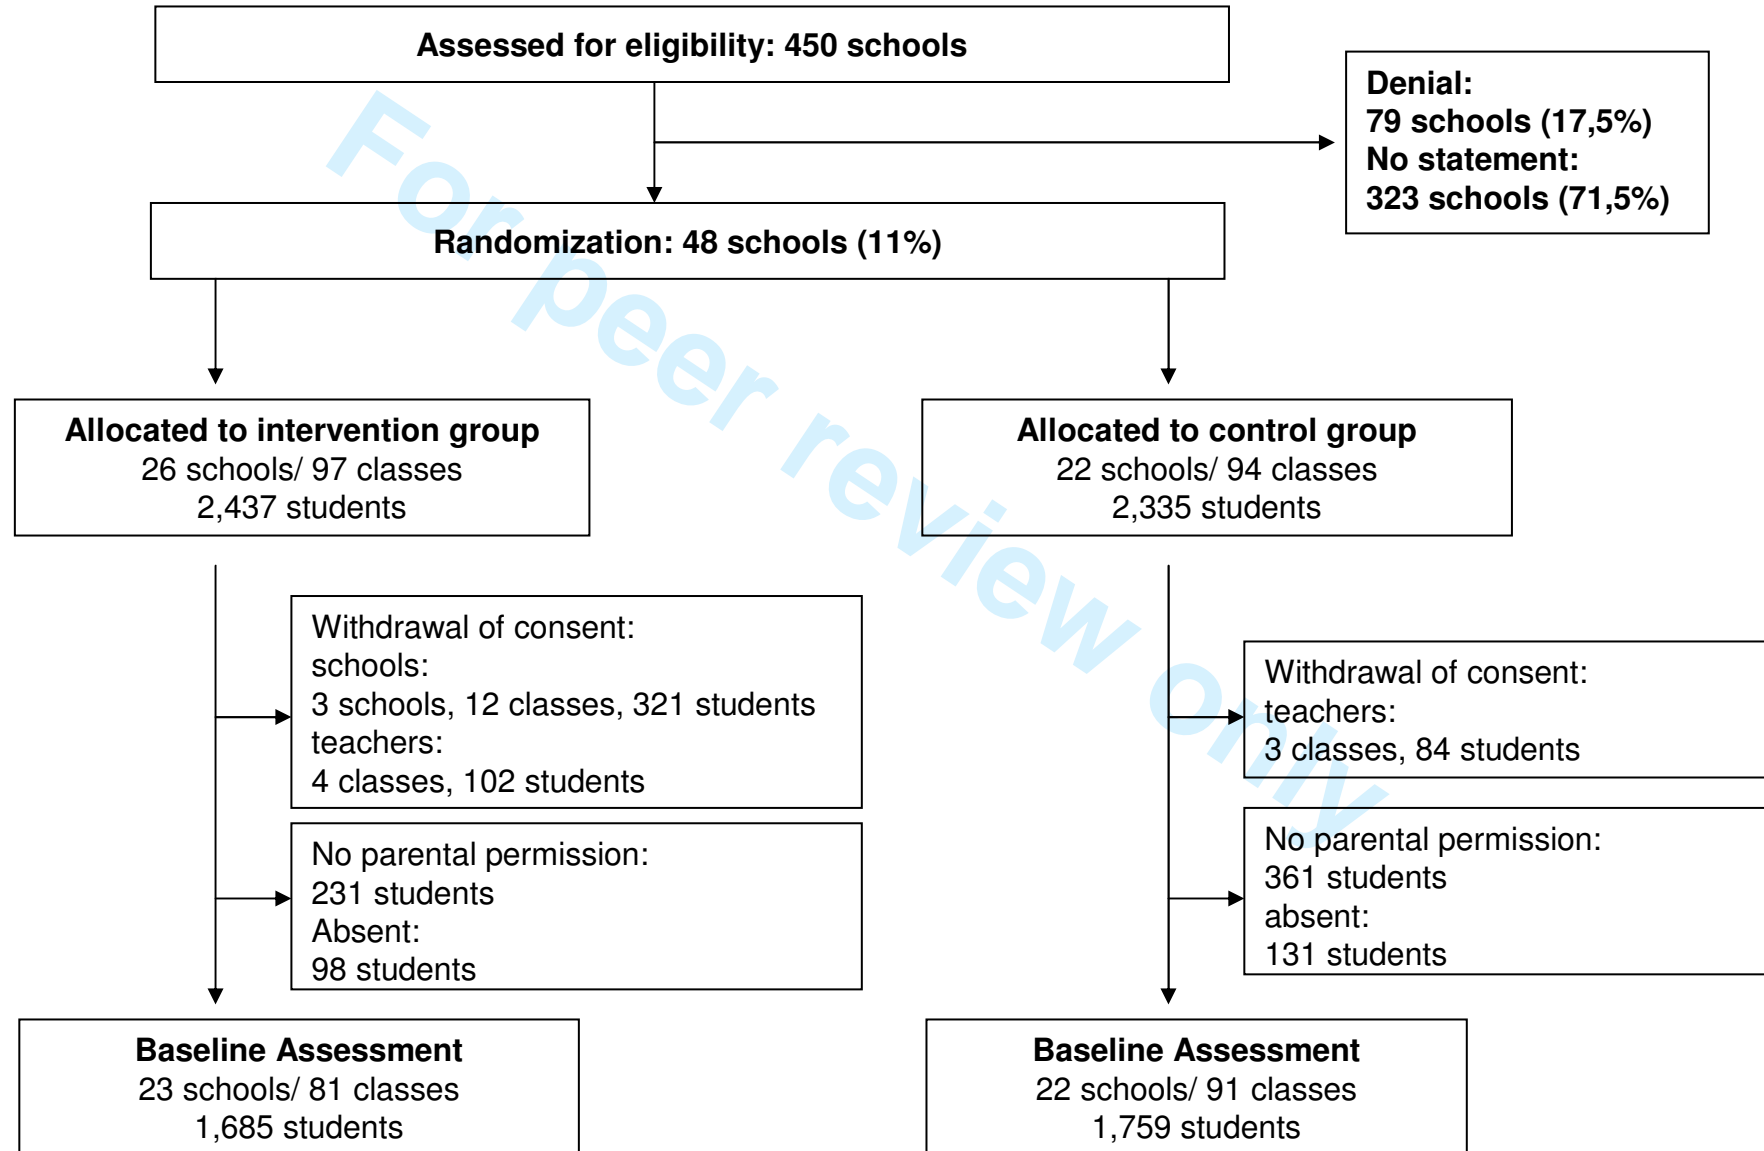 Assessed for eligibility: 450 schools
Denial:
79 schools (17,5%)
No statement:
323 schools (71,5%)
Randomization: 48 schools (11%)
Allocated to intervention group
26 schools/ 97 classes
2,437 students
Allocated to control group
22 schools/ 94 classes
2,335 students
Withdrawal of consent:
schools:
3 schools, 12 classes, 321 students
teachers:
4 classes, 102 students
Withdrawal of consent:
teachers:
3 classes, 84 students
No parental permission:
231 students
Absent:
98 students
No parental permission:
361 students
absent:
131 students
Baseline Assessment
23 schools/ 81 classes
1,685 students
Baseline Assessment
22 schools/ 91 classes
1,759 students
For peer review only